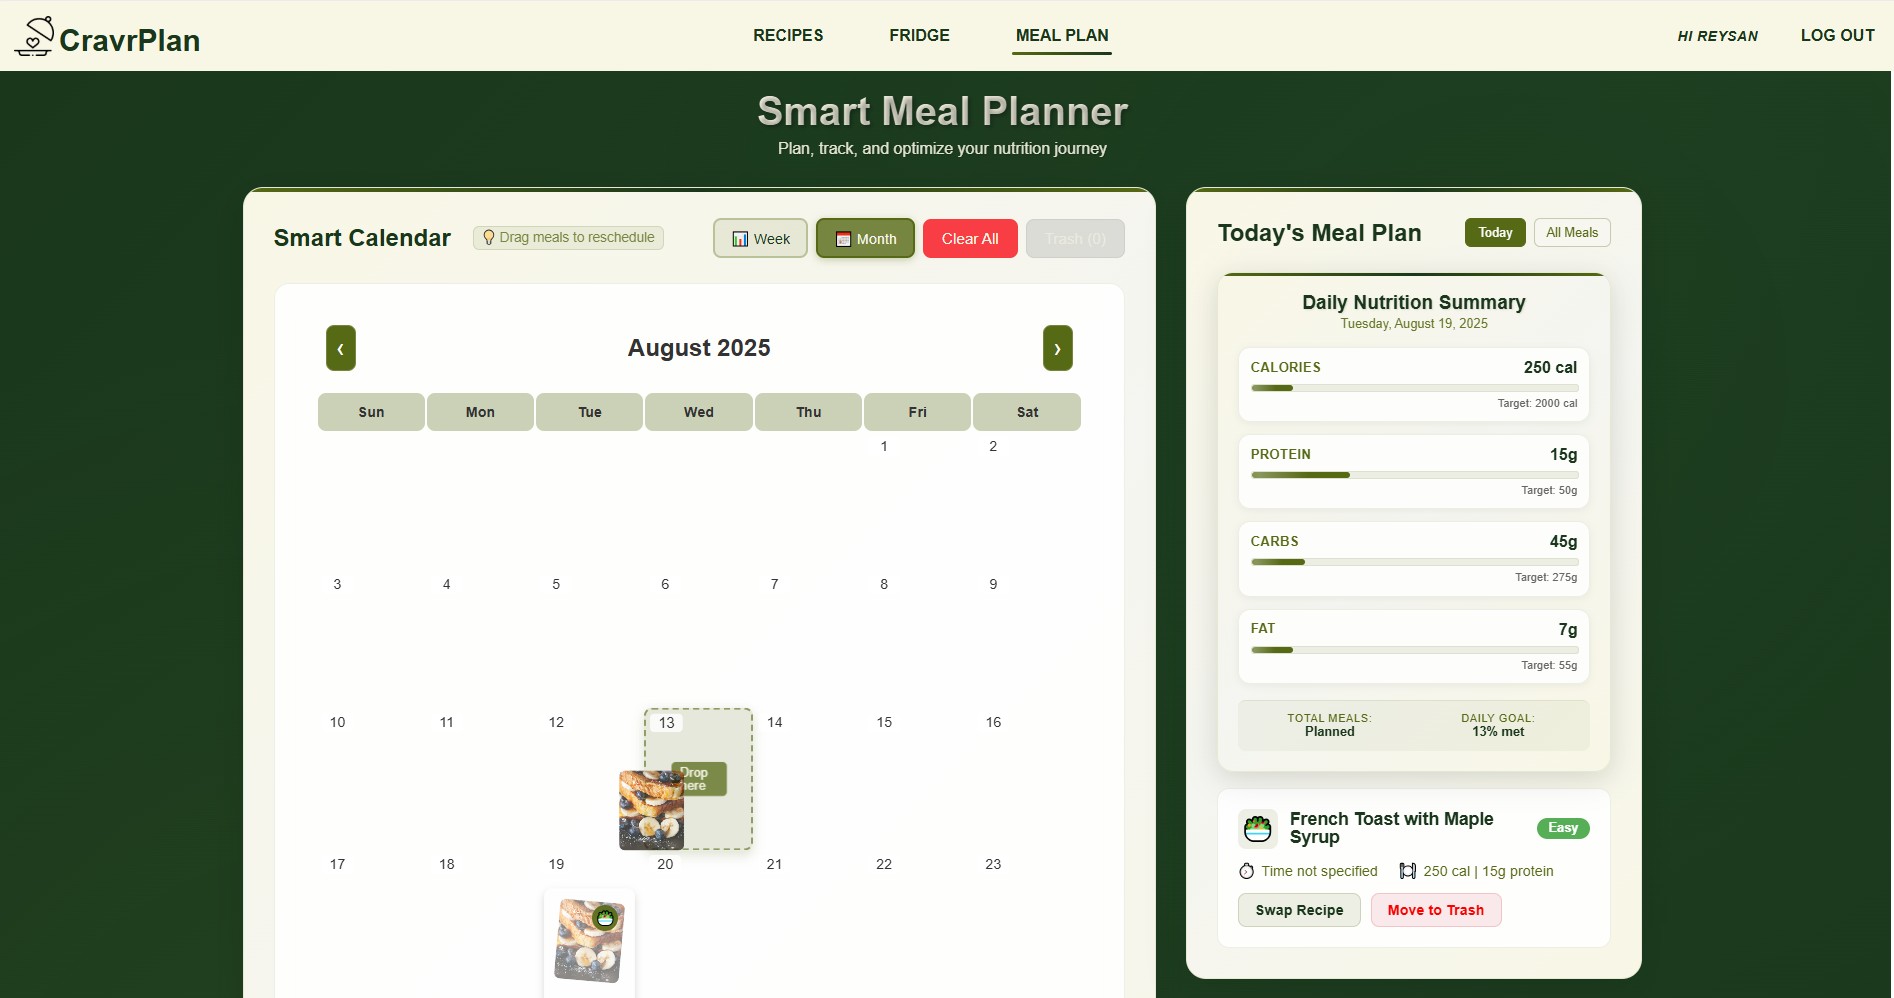 CravrPlan
RECIPES
FRIDGE
MEAL PLAN
HI REYSAN
LOG OUT
Smart Meal Planner
Plan, track, and optimize your nutrition journey
Smart Calendar
Drag meals to reschedule
Week
Month
Clear All
Trash (0)
‹
August 2025
›
Sun Mon Tue Wed Thu Fri Sat
1 2
3 4 5 6 7 8 9
10 11 12 13 14 15 16
Drop
here
17 18 19 20 21 22 23
Today's Meal Plan
Today
All Meals
Daily Nutrition Summary
Tuesday, August 19, 2025
CALORIES 250 cal
Target: 2000 cal
PROTEIN 15g
Target: 50g
CARBS 45g
Target: 275g
FAT 7g
Target: 55g
TOTAL MEALS: DAILY GOAL:
Planned 13% met
French Toast with Maple
Syrup
Easy
Time not specified 250 cal | 15g protein
Swap Recipe Move to Trash